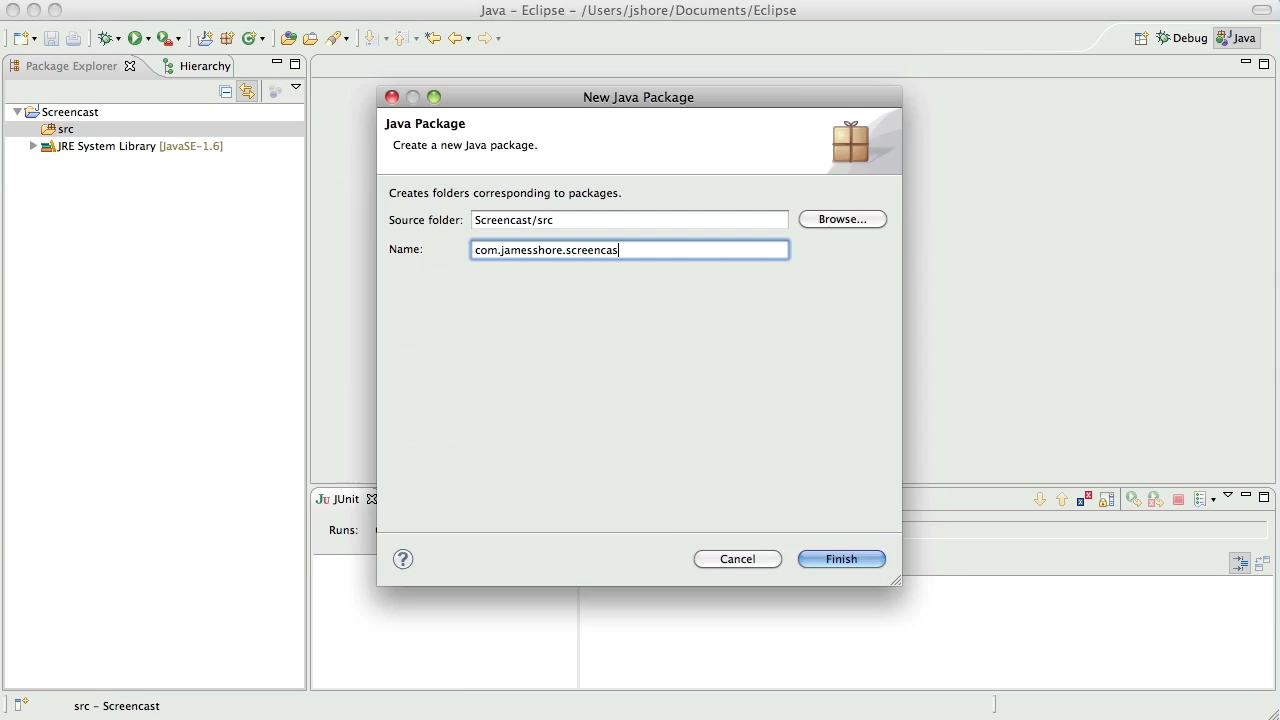 Java – Eclipse – /Users/jshore/Documents/Eclipse
Debug
Java
Package Explorer
Hierarchy
Screencast
src
JRE System Library [JavaSE-1.6]
New Java Package
Java Package
Create a new Java package.
Creates folders corresponding to packages.
Source folder: Screencast/src Browse...
Name: com.jamesshore.screencas
JUnit
Runs:
? Cancel Finish
src – Screencast